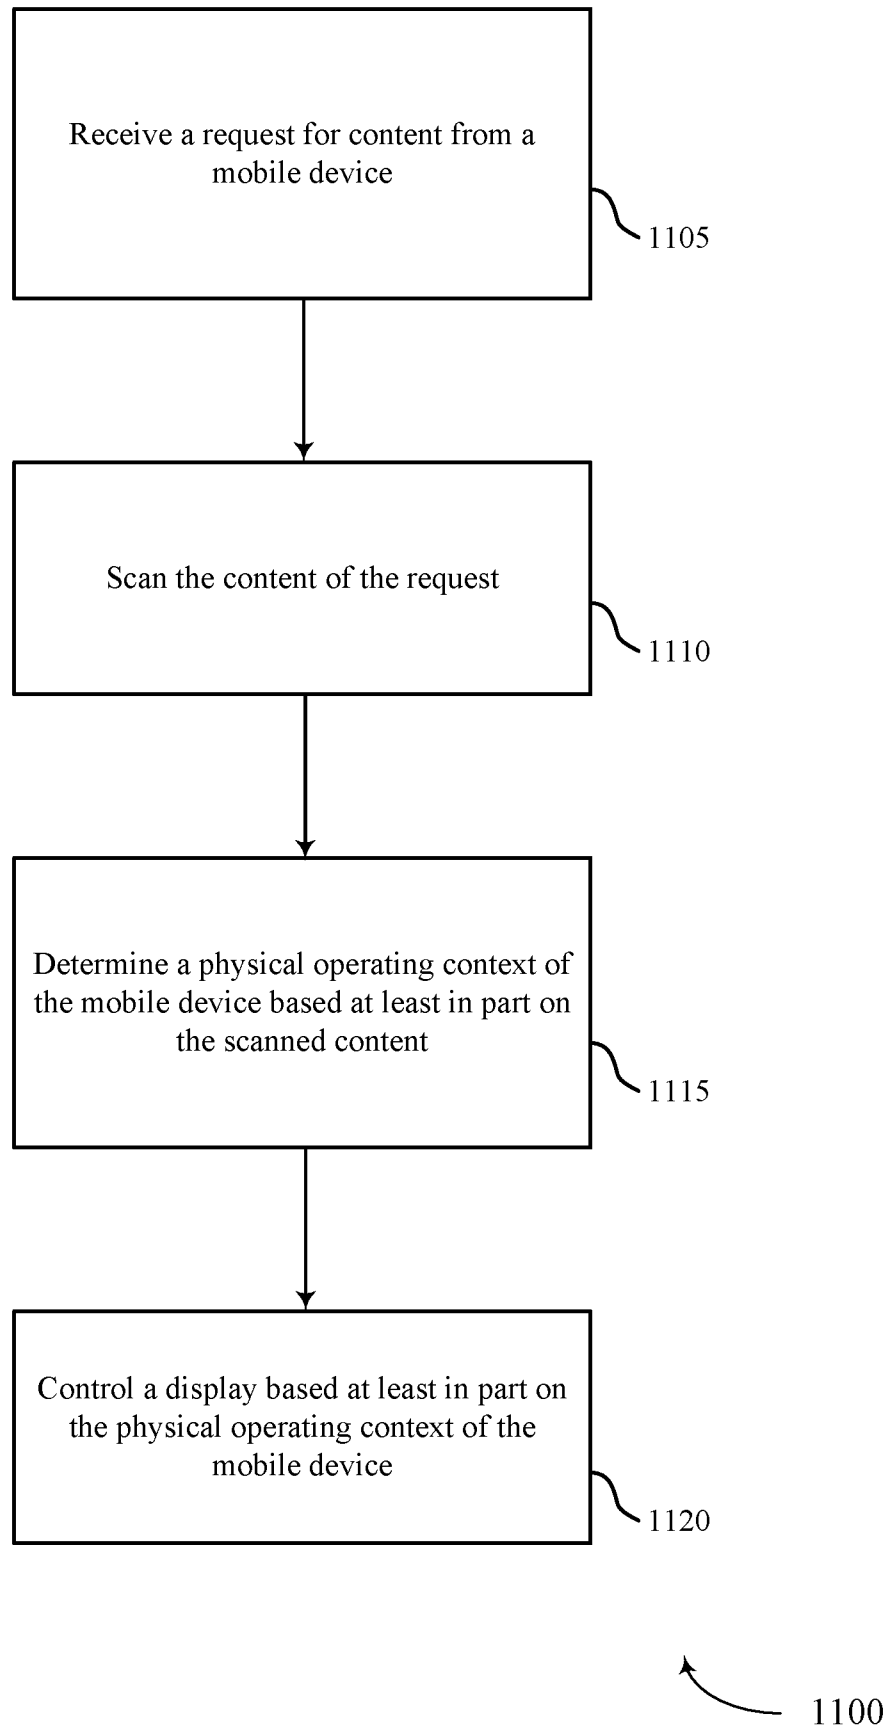 Receive a request for content from a
mobile device
1105
Scan the content of the request
1110
Determine a physical operating context of
the mobile device based at least in part on
the scanned content
1115
Control a display based at least in part on
the physical operating context of the
mobile device
1120
1100